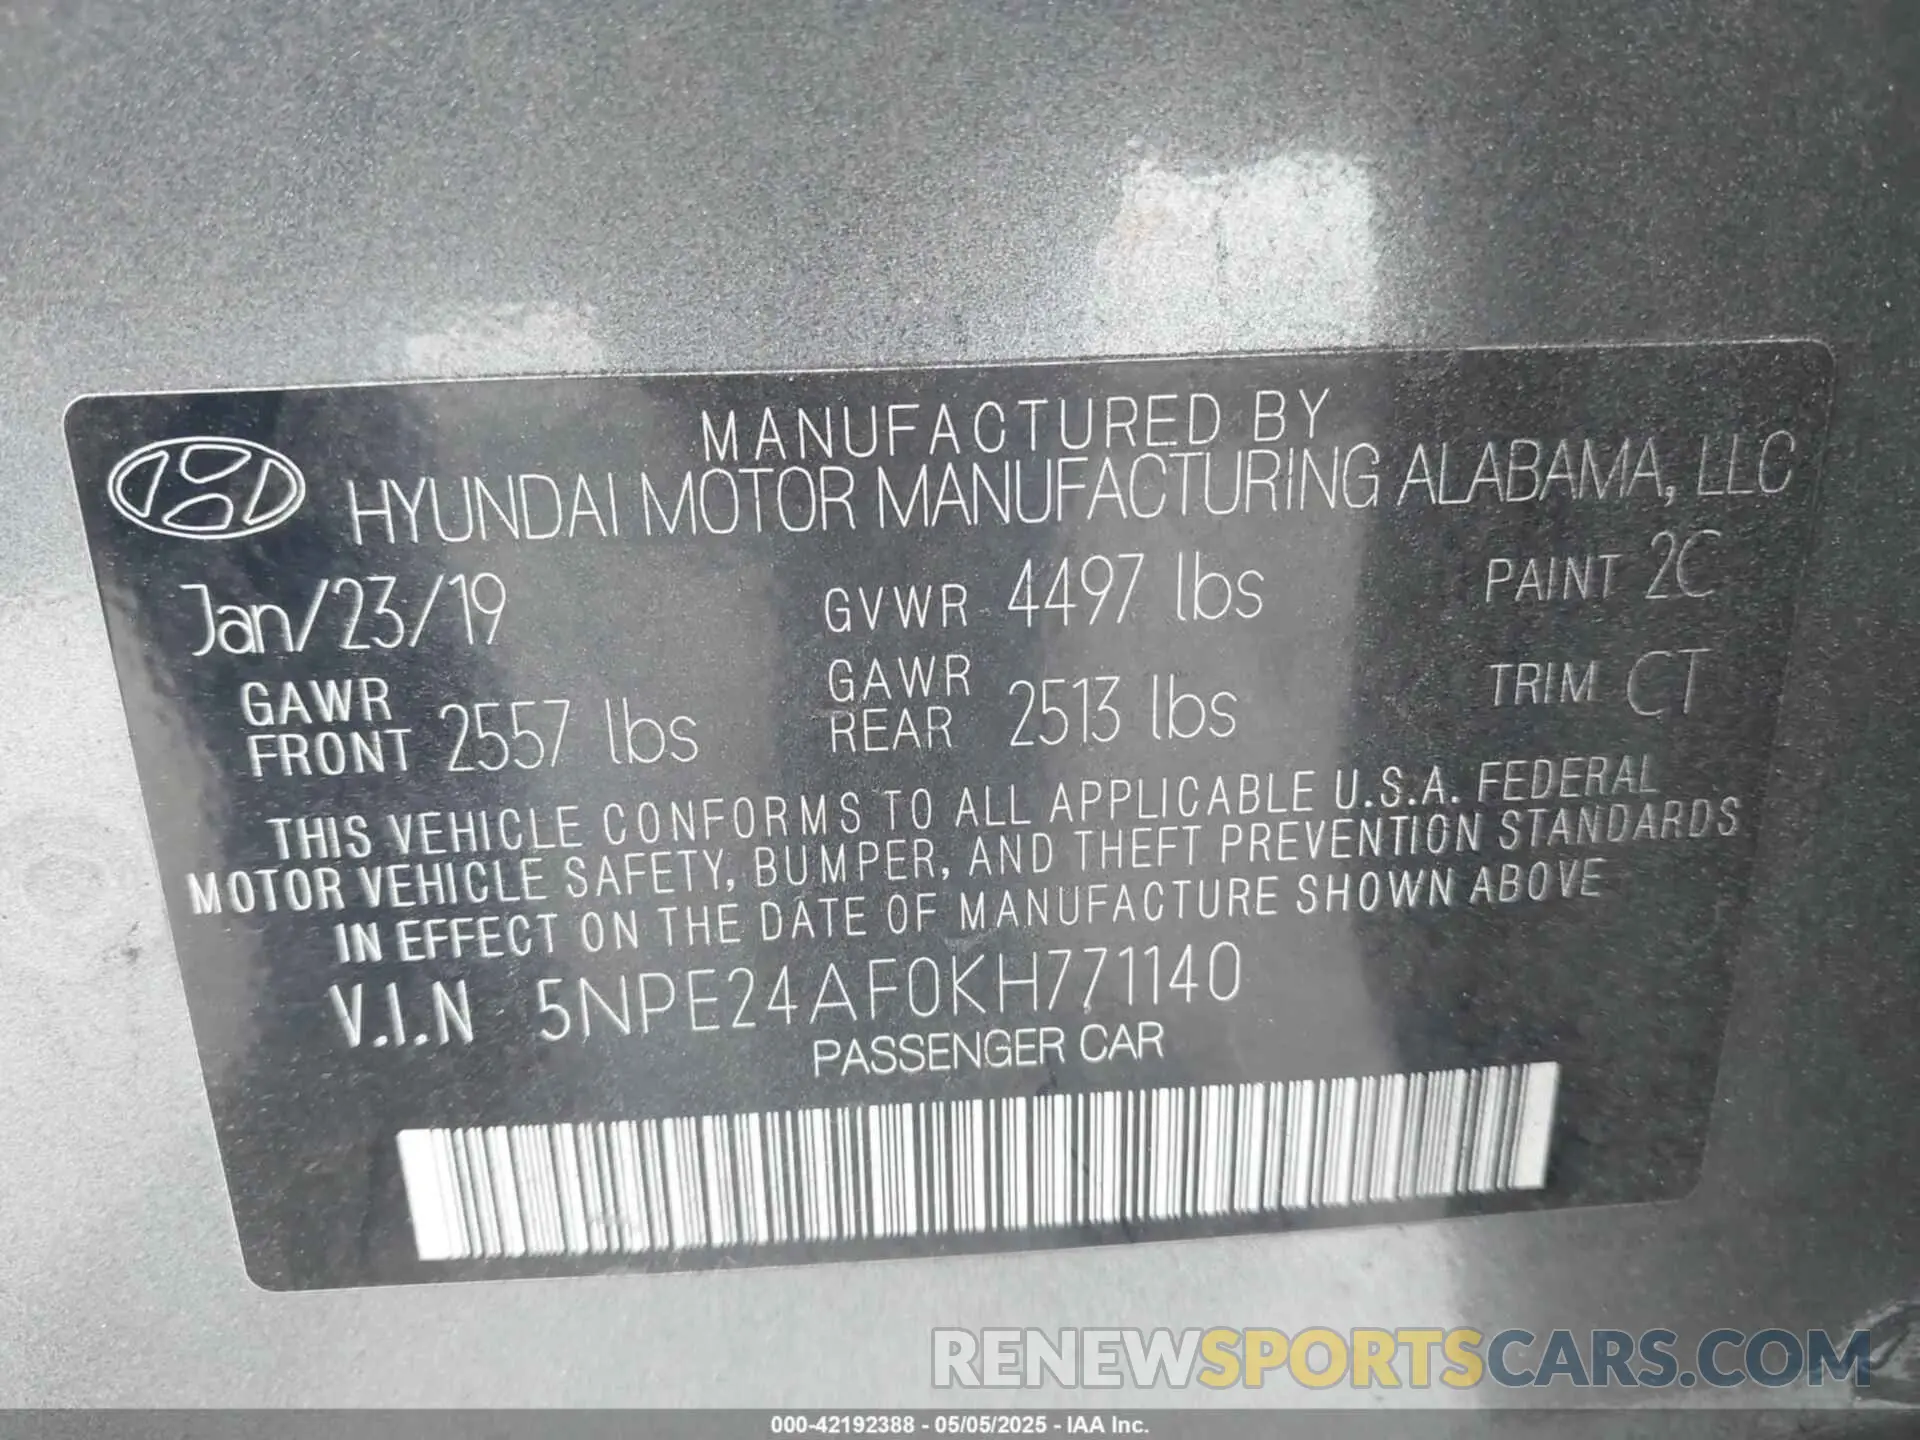 MANUFACTURED BY
HYUNDAI MOTOR MANUFACTURING ALABAMA, LLC
Jan/23/19 GVWR 4497 lbs PAINT 2C
GAWR FRONT 2557 lbs GAWR REAR 2513 lbs TRIM CT
THIS VEHICLE CONFORMS TO ALL APPLICABLE U.S.A. FEDERAL
MOTOR VEHICLE SAFETY, BUMPER, AND THEFT PREVENTION STANDARDS
IN EFFECT ON THE DATE OF MANUFACTURE SHOWN ABOVE
V.I.N 5NPE24AF0KH771140
PASSENGER CAR
RENEWSPORTSCARS.COM
000-42192388 - 05/05/2025 - IAA Inc.